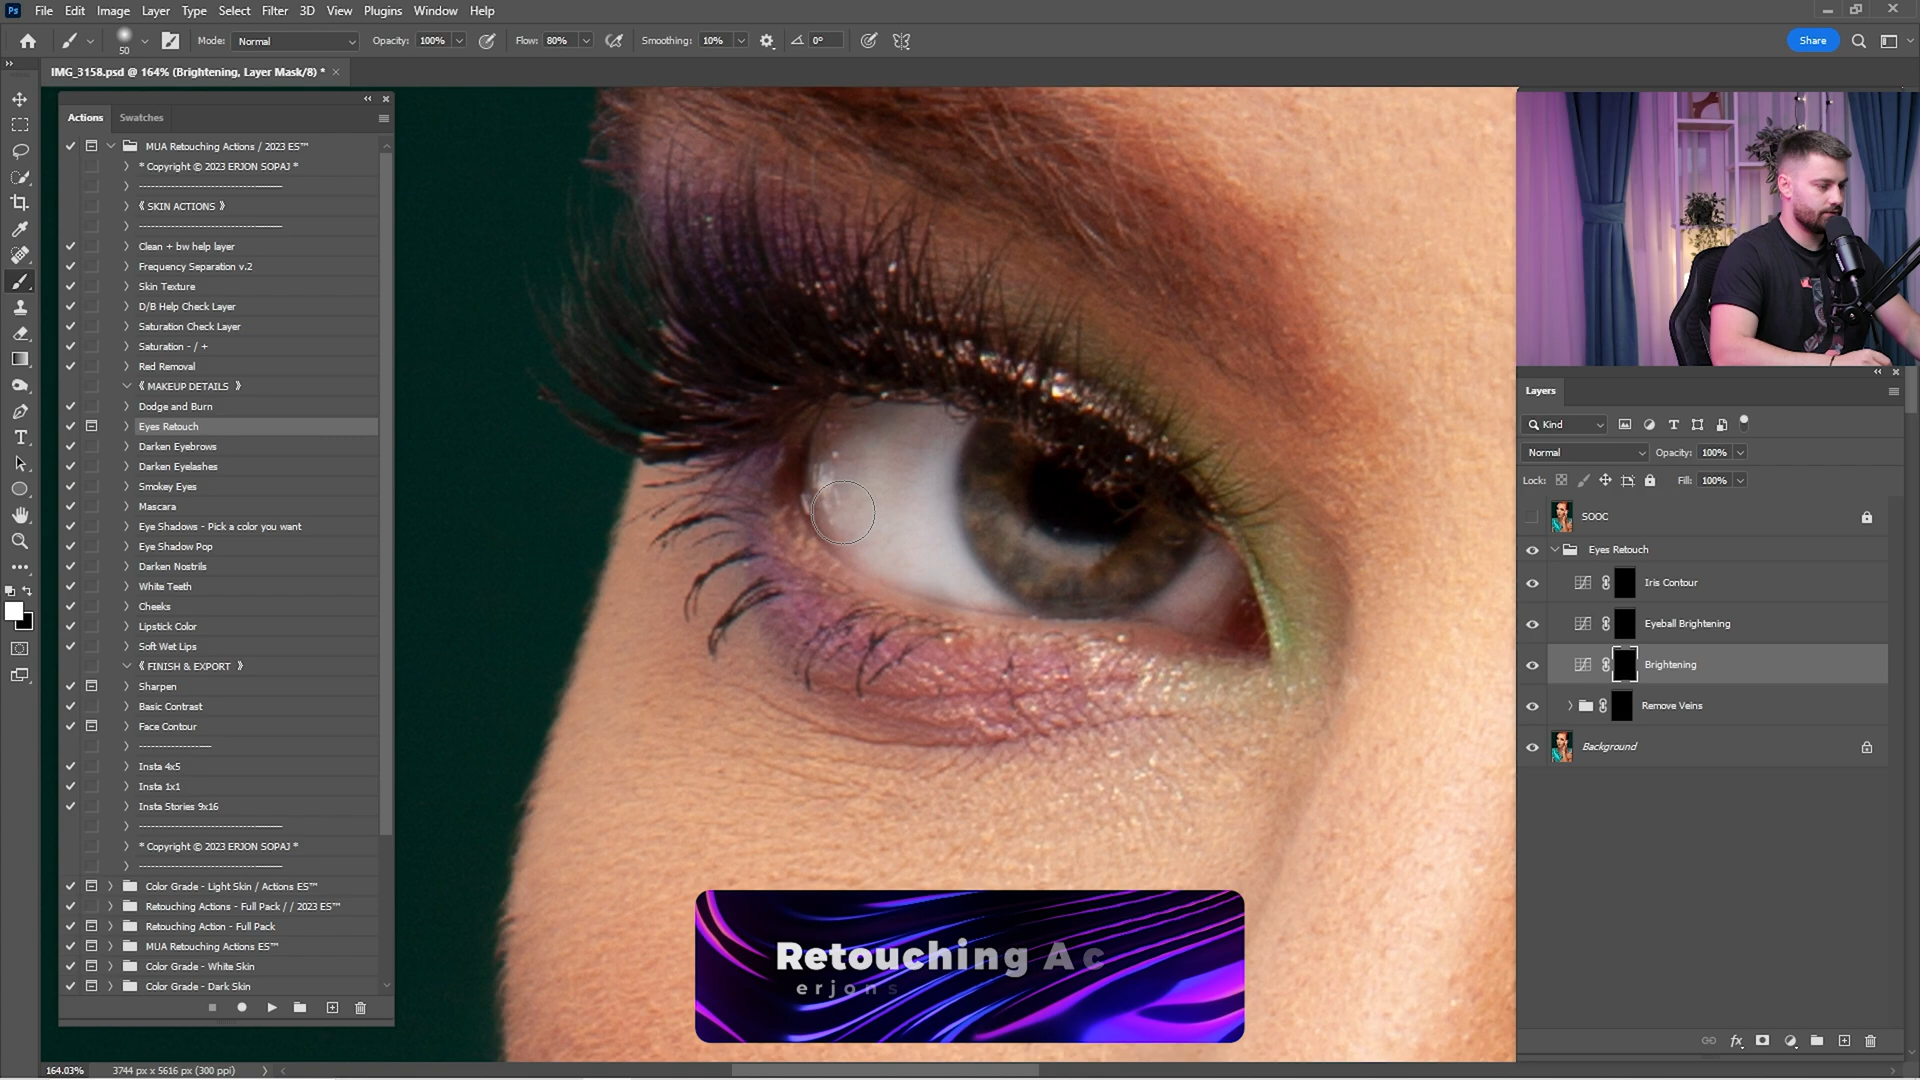 Ps File Edit Image Layer Type Select Filter 3D View Plugins Window Help
50 Mode: Normal Opacity: 100% Flow: 80% Smoothing: 10% 0° Share
IMG_3158.psd @ 164% (Brightening, Layer Mask/8) * ×
Actions Swatches
MUA Retouching Actions / 2023 ES™
* Copyright © 2023 ERJON SOPAJ *
《 SKIN ACTIONS 》
Clean + bw help layer
Frequency Separation v.2
Skin Texture
D/B Help Check Layer
Saturation Check Layer
Saturation - / +
Red Removal
《 MAKEUP DETAILS 》
Dodge and Burn
Eyes Retouch
Darken Eyebrows
Darken Eyelashes
Smokey Eyes
Mascara
Eye Shadows - Pick a color you want
Eye Shadow Pop
Darken Nostrils
White Teeth
Cheeks
Lipstick Color
Soft Wet Lips
《 FINISH & EXPORT 》
Sharpen
Basic Contrast
Face Contour
Insta 4x5
Insta 1x1
Insta Stories 9x16
* Copyright © 2023 ERJON SOPAJ *
Color Grade - Light Skin / Actions ES™
Retouching Actions - Full Pack / / 2023 ES™
Retouching Action - Full Pack
MUA Retouching Actions ES™
Color Grade - White Skin
Color Grade - Dark Skin
Layers
Kind
Normal Opacity: 100%
Lock: Fill: 100%
SOOC
Eyes Retouch
Iris Contour
Eyeball Brightening
Brightening
Remove Veins
Background
Retouching Ac
erjons
164.03% 3744 px x 5616 px (300 ppi)